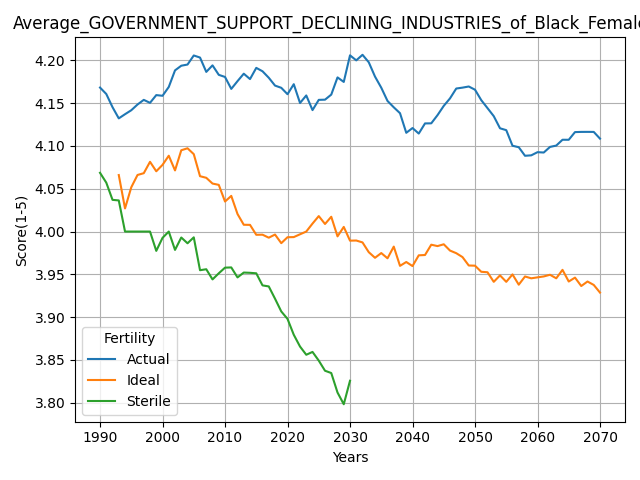 Average_GOVERNMENT_SUPPORT_DECLINING_INDUSTRIES_of_Black_Female
4.20
4.15
4.10
4.05
4.00
3.95
3.90
3.85
3.80
Score(1-5)
Fertility
Actual
Ideal
Sterile
1990 2000 2010 2020 2030 2040 2050 2060 2070
Years